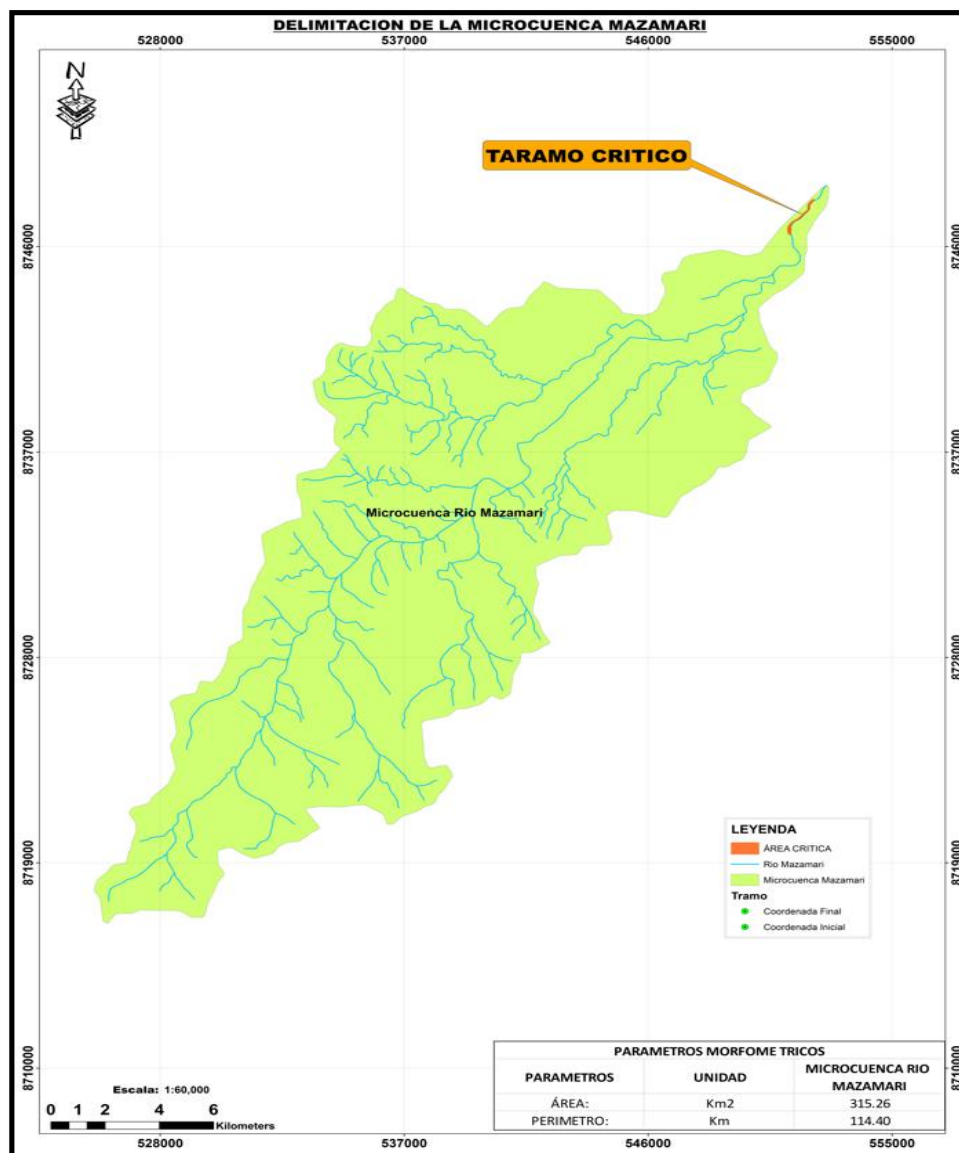 DELIMITACION DE LA MICROCUENCA MAZAMARI
528000 537000 546000 555000
N
TARAMO CRITICO
8746000 8746000
8737000 8737000
Microcuenca Rio Mazamari
8728000 8728000
LEYENDA
ÁREA CRITICA
Rio Mazamari
Microcuenca Mazamari
Tramo
Coordenada Final
Coordenada Inicial
8719000 8719000
PARAMETROS MORFOME TRICOS
PARAMETROS UNIDAD MICROCUENCA RIO
MAZAMARI
ÁREA: Km2 315.26
PERIMETRO: Km 114.40
8710000 8710000
Escala: 1:60,000
0 1 2 4 6
Kilometers
528000 537000 546000 555000